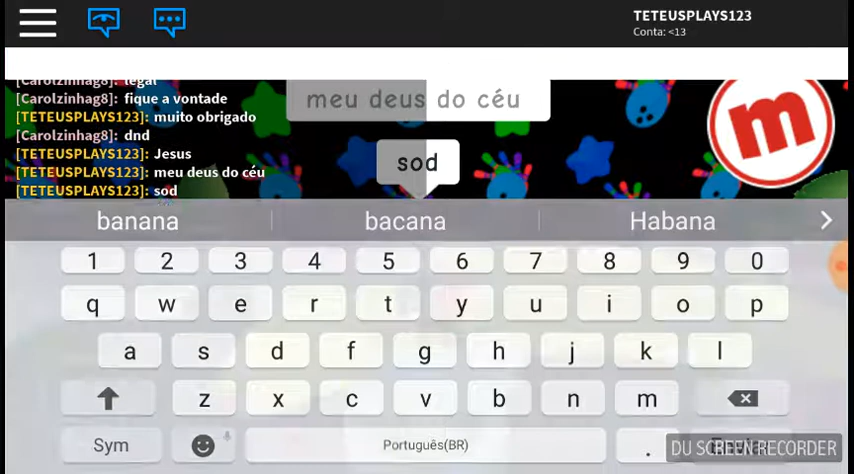 TETEUSPLAYS123
Conta: <13
[Carolzinhag8]: legal
[Carolzinhag8]: fique a vontade
[TETEUSPLAYS123]: muito obrigado
[Carolzinhag8]: dnd
[TETEUSPLAYS123]: Jesus
[TETEUSPLAYS123]: meu deus do céu
[TETEUSPLAYS123]: sod
meu deus do céu
sod
m
banana bacana Habana
1 2 3 4 5 6 7 8 9 0
q w e r t y u i o p
a s d f g h j k l
z x c v b n m
Sym Português(BR) .
DU SCREEN RECORDER